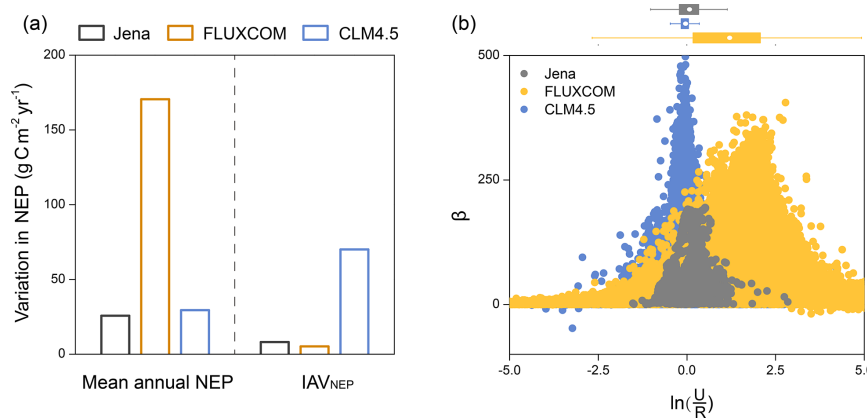 (a)
Jena FLUXCOM CLM4.5
Variation in NEP (g C m-2 yr-1)
200
150
100
50
0
Mean annual NEP IAVNEP
(b)
Jena
FLUXCOM
CLM4.5
β
500
250
0
-5.0 -2.5 0.0 2.5 5.0
ln(U/R)